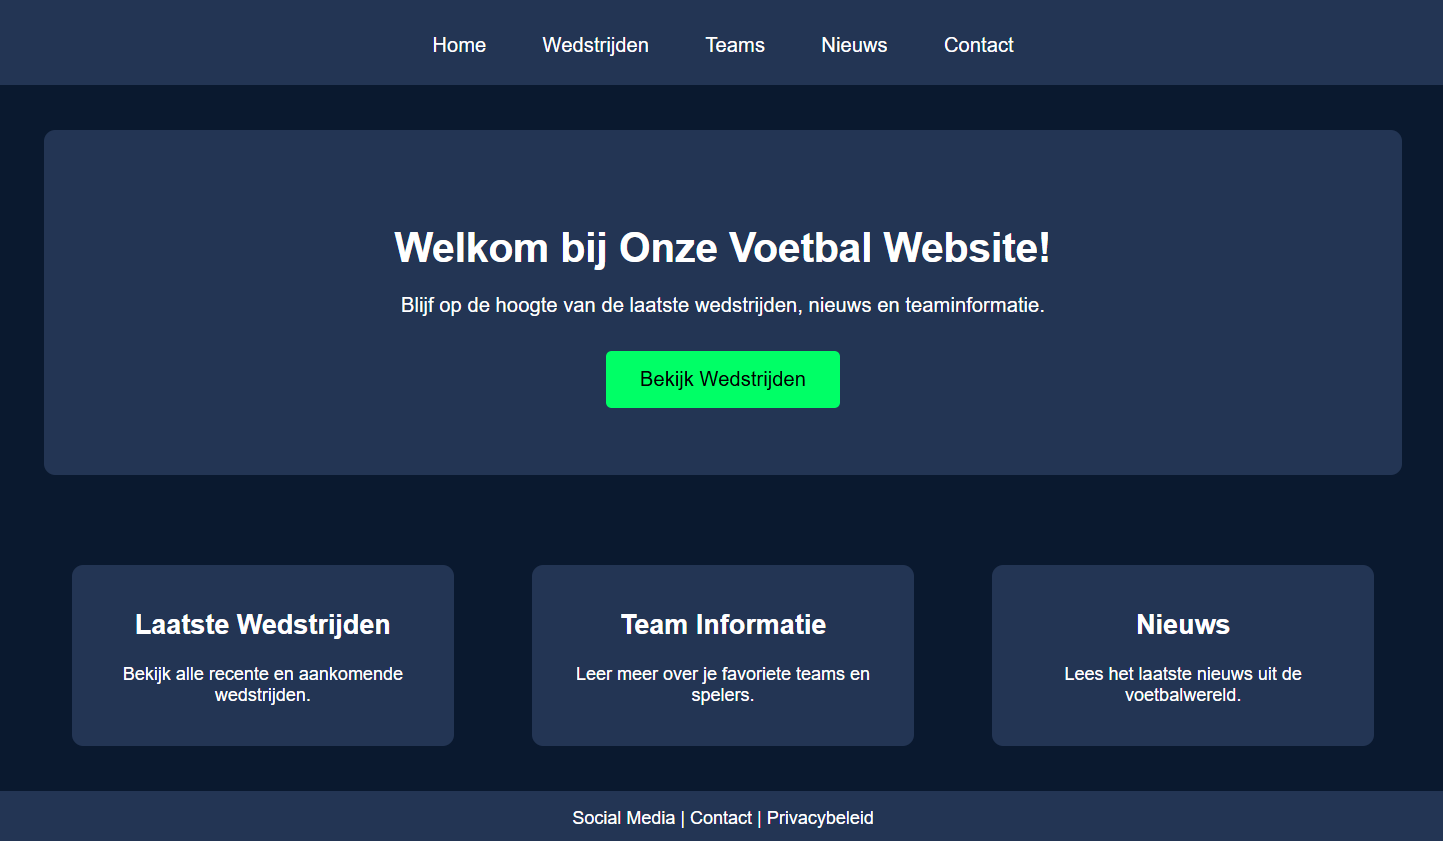 Home Wedstrijden Teams Nieuws Contact
Welkom bij Onze Voetbal Website!
Blijf op de hoogte van de laatste wedstrijden, nieuws en teaminformatie.
Bekijk Wedstrijden
Laatste Wedstrijden
Bekijk alle recente en aankomende
wedstrijden.
Team Informatie
Leer meer over je favoriete teams en
spelers.
Nieuws
Lees het laatste nieuws uit de
voetbalwereld.
Social Media | Contact | Privacybeleid